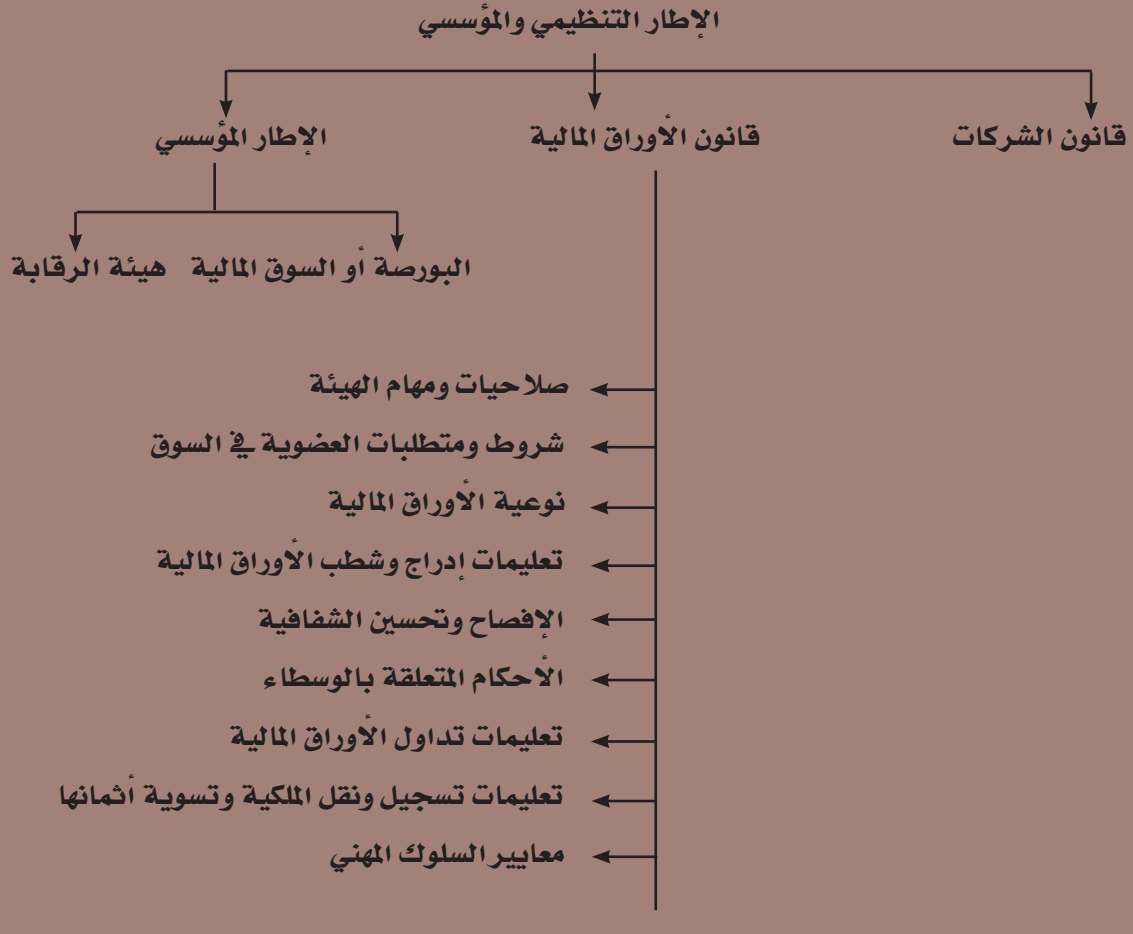 الإطار التنظيمي والمؤسسي
قانون الشركات
قانون الأوراق المالية
الإطار المؤسسي
البورصة أو السوق المالية
هيئة الرقابة
صلاحيات ومهام الهيئة
شروط ومتطلبات العضوية في السوق
نوعية الأوراق المالية
تعليمات إدراج وشطب الأوراق المالية
الإفصاح وتحسين الشفافية
الأحكام المتعلقة بالوسطاء
تعليمات تداول الأوراق المالية
تعليمات تسجيل ونقل الملكية وتسوية أثمانها
معايير السلوك المهني